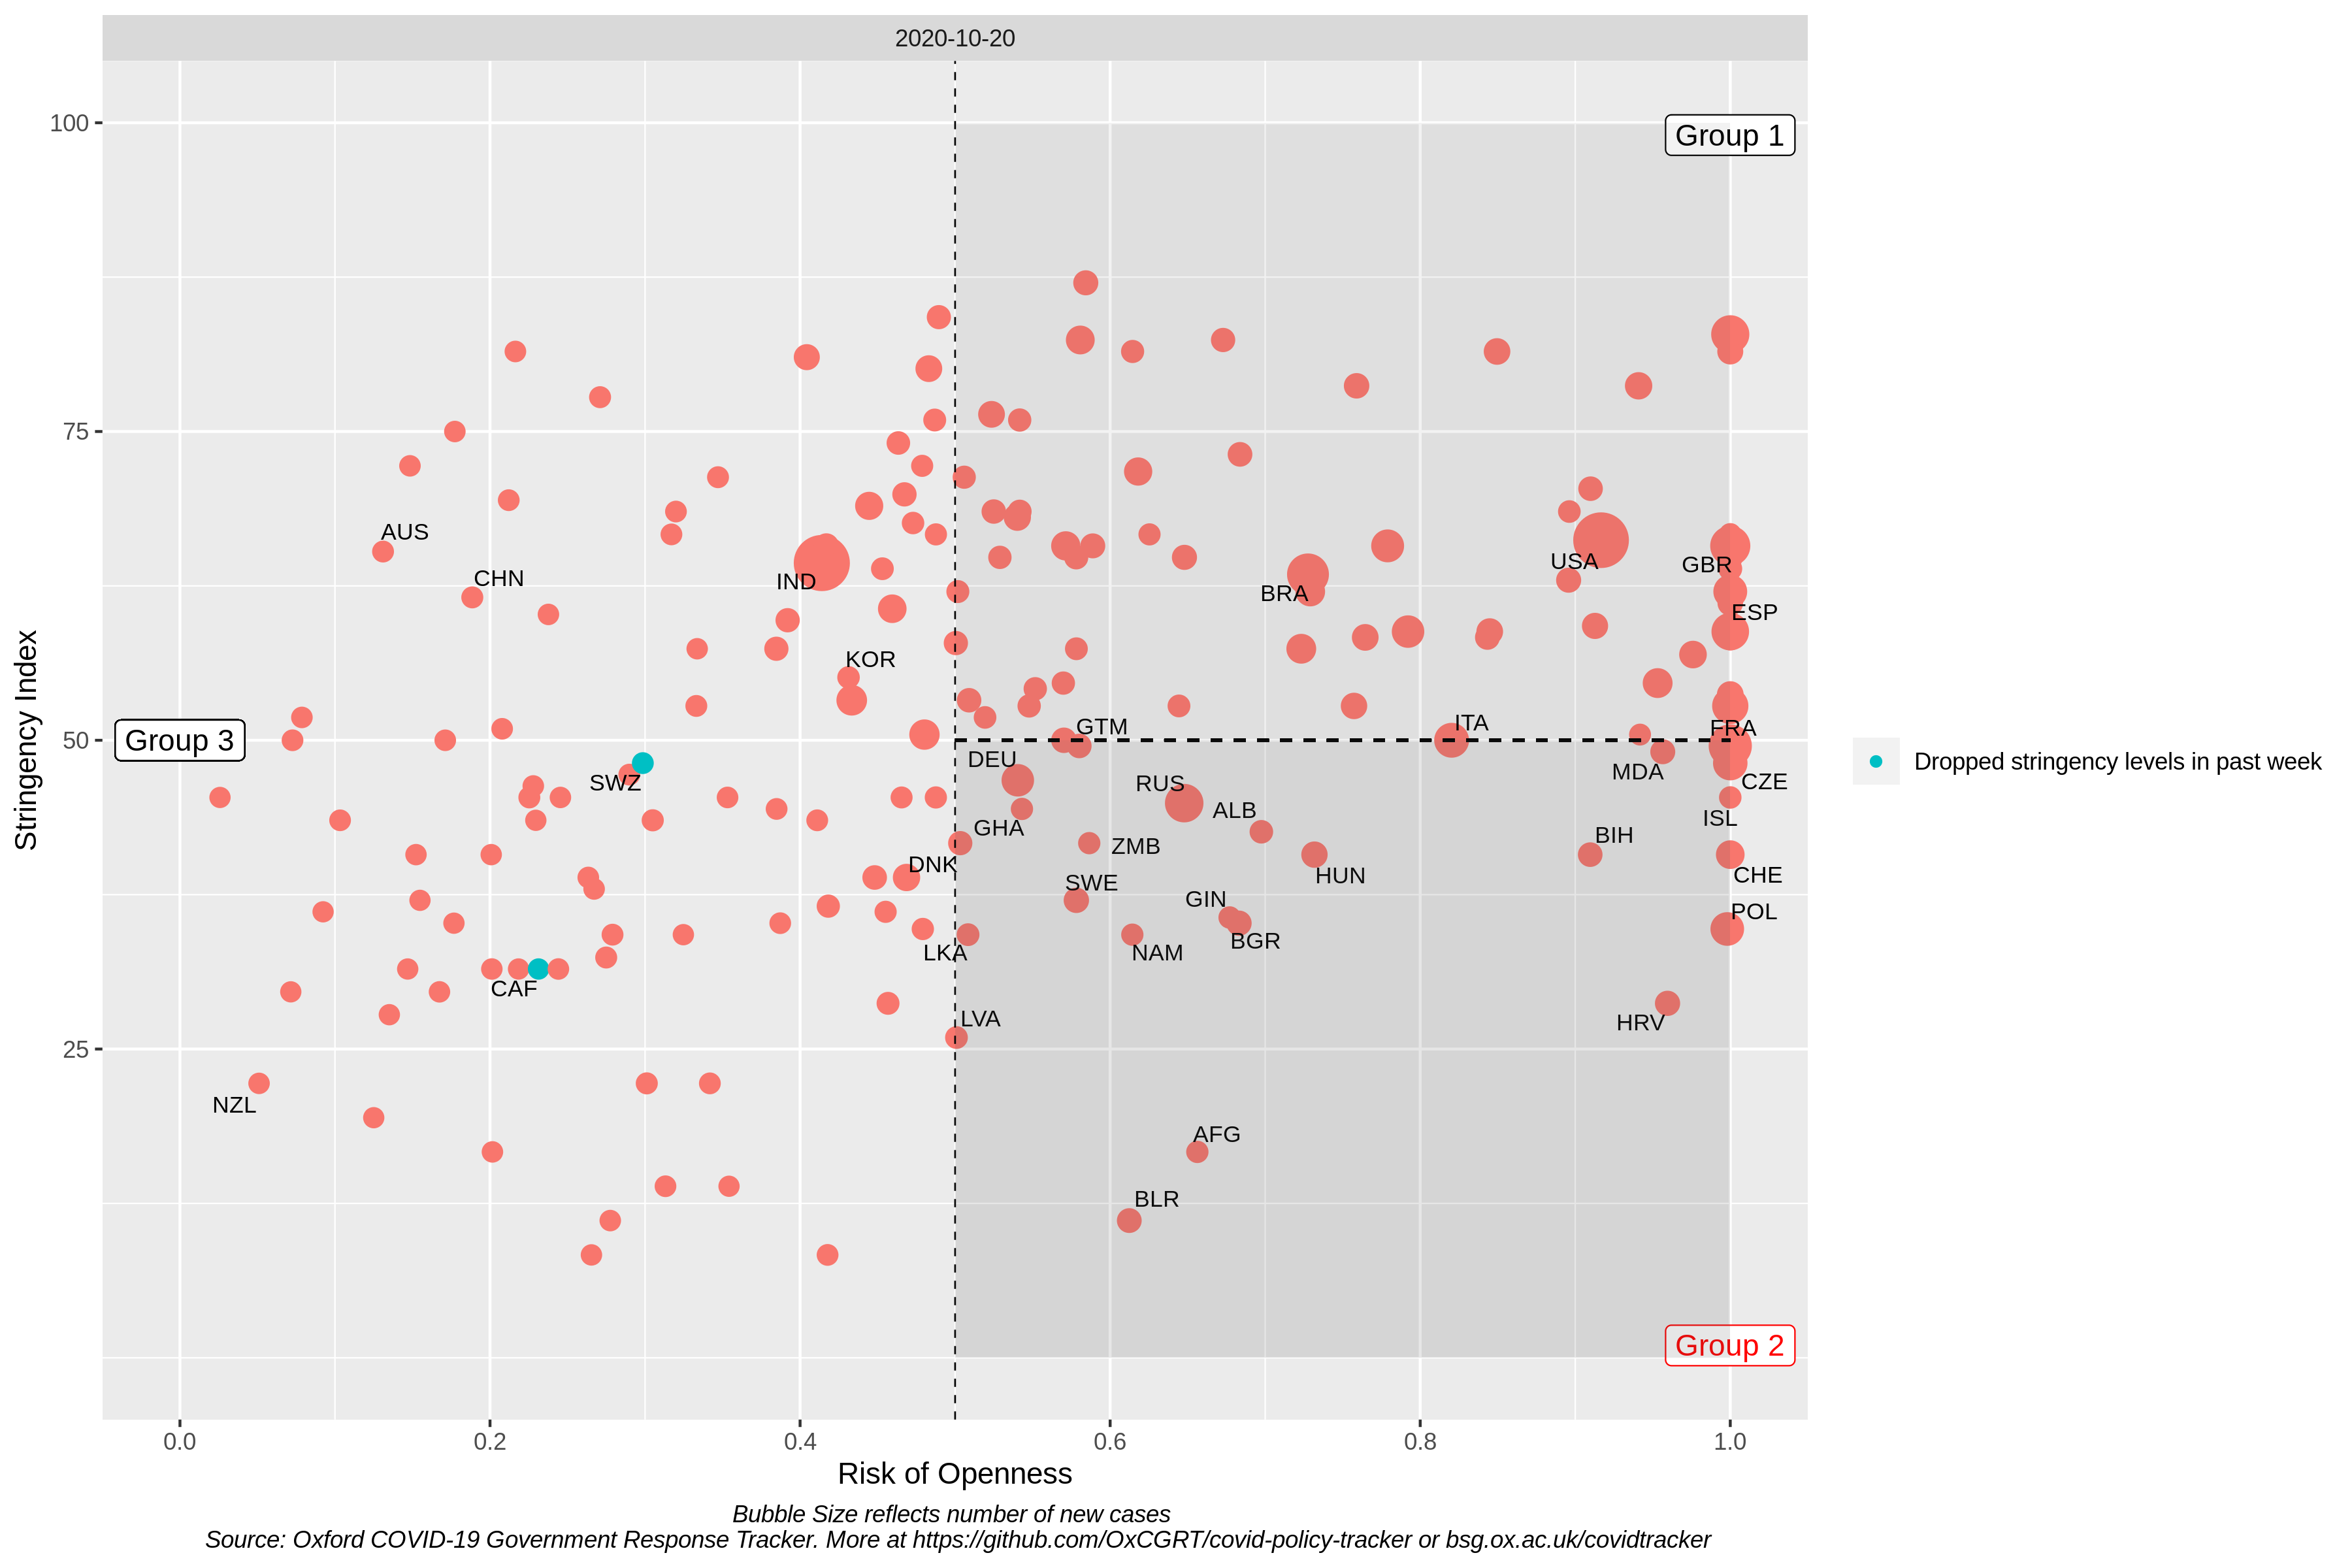 2020-10-20
100
Group 1
75
AUS
CHN
IND
USA
GBR
BRA
ESP
KOR
Stringency Index
50
Group 3
GTM
ITA
FRA
DEU
MDA
CZE
Dropped stringency levels in past week
SWZ
RUS
ALB
ISL
GHA
ZMB
BIH
DNK
HUN
CHE
SWE
GIN
POL
BGR
LKA
NAM
CAF
LVA
HRV
25
NZL
AFG
BLR
Group 2
0.0
0.2
0.4
0.6
0.8
1.0
Risk of Openness
Bubble Size reflects number of new cases
Source: Oxford COVID-19 Government Response Tracker. More at https://github.com/OxCGRT/covid-policy-tracker or bsg.ox.ac.uk/covidtracker